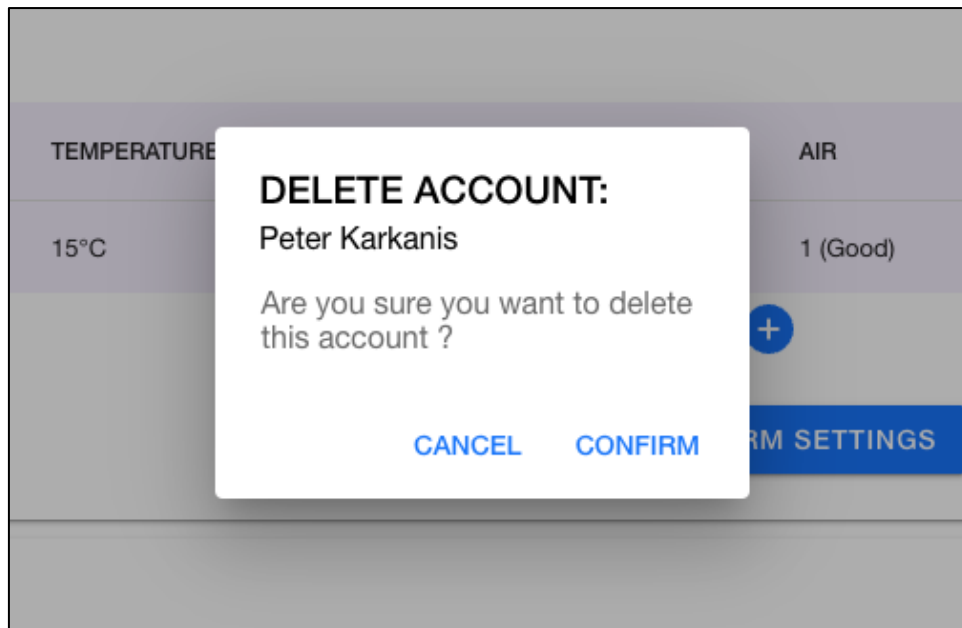 TEMPERATURE
AIR
DELETE ACCOUNT:
Peter Karkanis
15°C
1 (Good)
Are you sure you want to delete
this account ?
CANCEL CONFIRM
SETTINGS